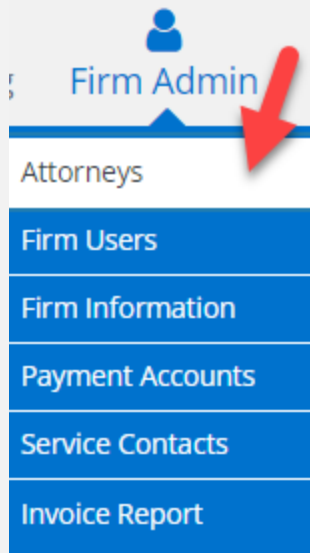 Firm Admin
Attorneys
Firm Users
Firm Information
Payment Accounts
Service Contacts
Invoice Report